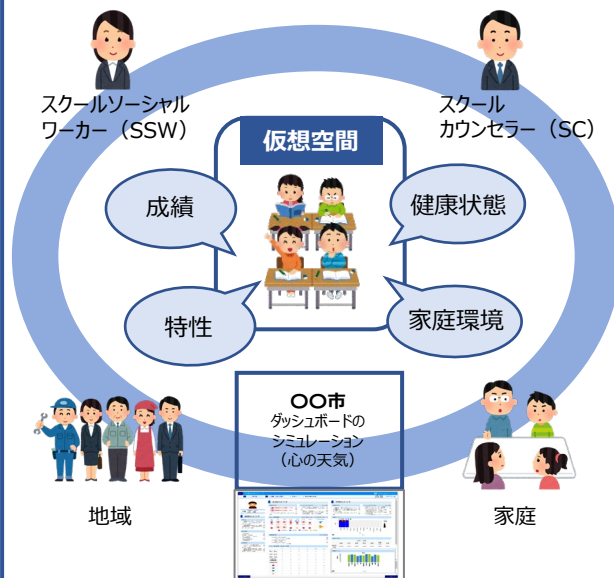 スクールソーシャル
ワーカー（SSW）
スクール
カウンセラー（SC）
仮想空間
成績
健康状態
特性
家庭環境
〇〇市
ダッシュボードの
シミュレーション
（心の天気）
地域
家庭